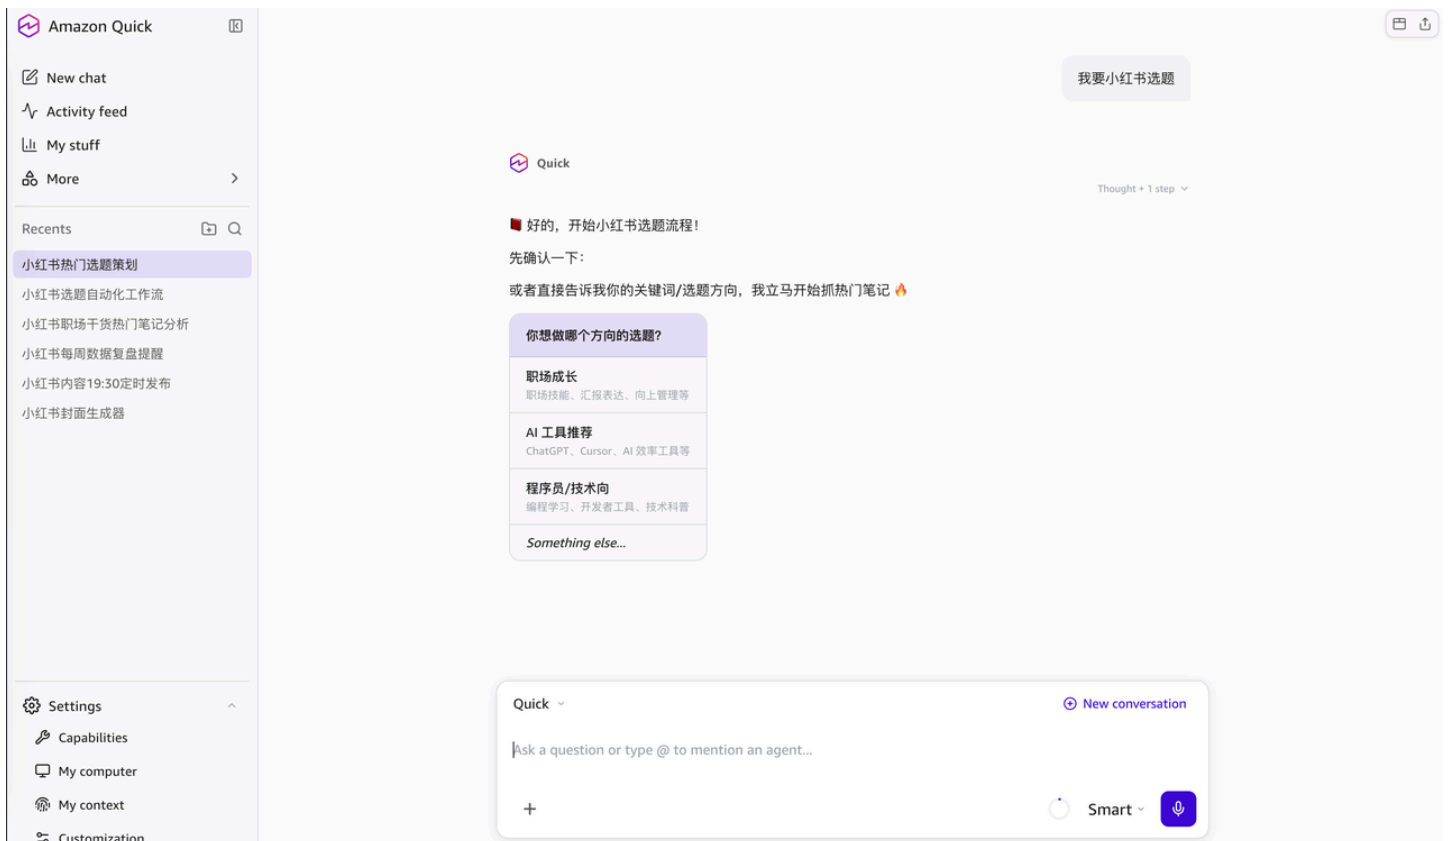 Amazon Quick
New chat
Activity feed
My stuff
More
Recents
小红书热门选题策划
小红书选题自动化工作流
小红书职场干货热门笔记分析
小红书每周数据复盘提醒
小红书内容19:30定时发布
小红书封面生成器
Settings
Capabilities
My computer
My context
Customization
我要小红书选题
Quick
Thought + 1 step
好的，开始小红书选题流程！
先确认一下：
或者直接告诉我你的关键词/选题方向，我立马开始抓热门笔记 🔥
你想做哪个方向的选题？
职场成长
职场技能、汇报表达、向上管理等
AI 工具推荐
ChatGPT、Cursor、AI 效率工具等
程序员/技术向
编程学习、开发者工具、技术科普
Something else...
Quick
New conversation
Ask a question or type @ to mention an agent...
Smart